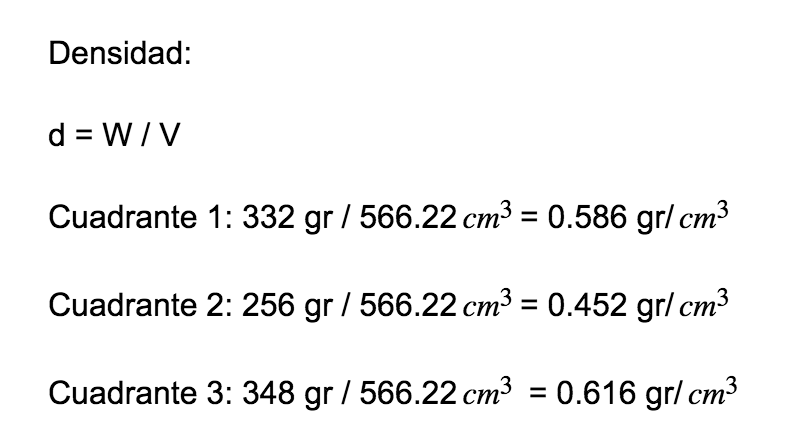 Densidad:
d = W / V
Cuadrante 1: 332 gr / 566.22 cm³ = 0.586 gr/ cm³
Cuadrante 2: 256 gr / 566.22 cm³ = 0.452 gr/ cm³
Cuadrante 3: 348 gr / 566.22 cm³ = 0.616 gr/ cm³